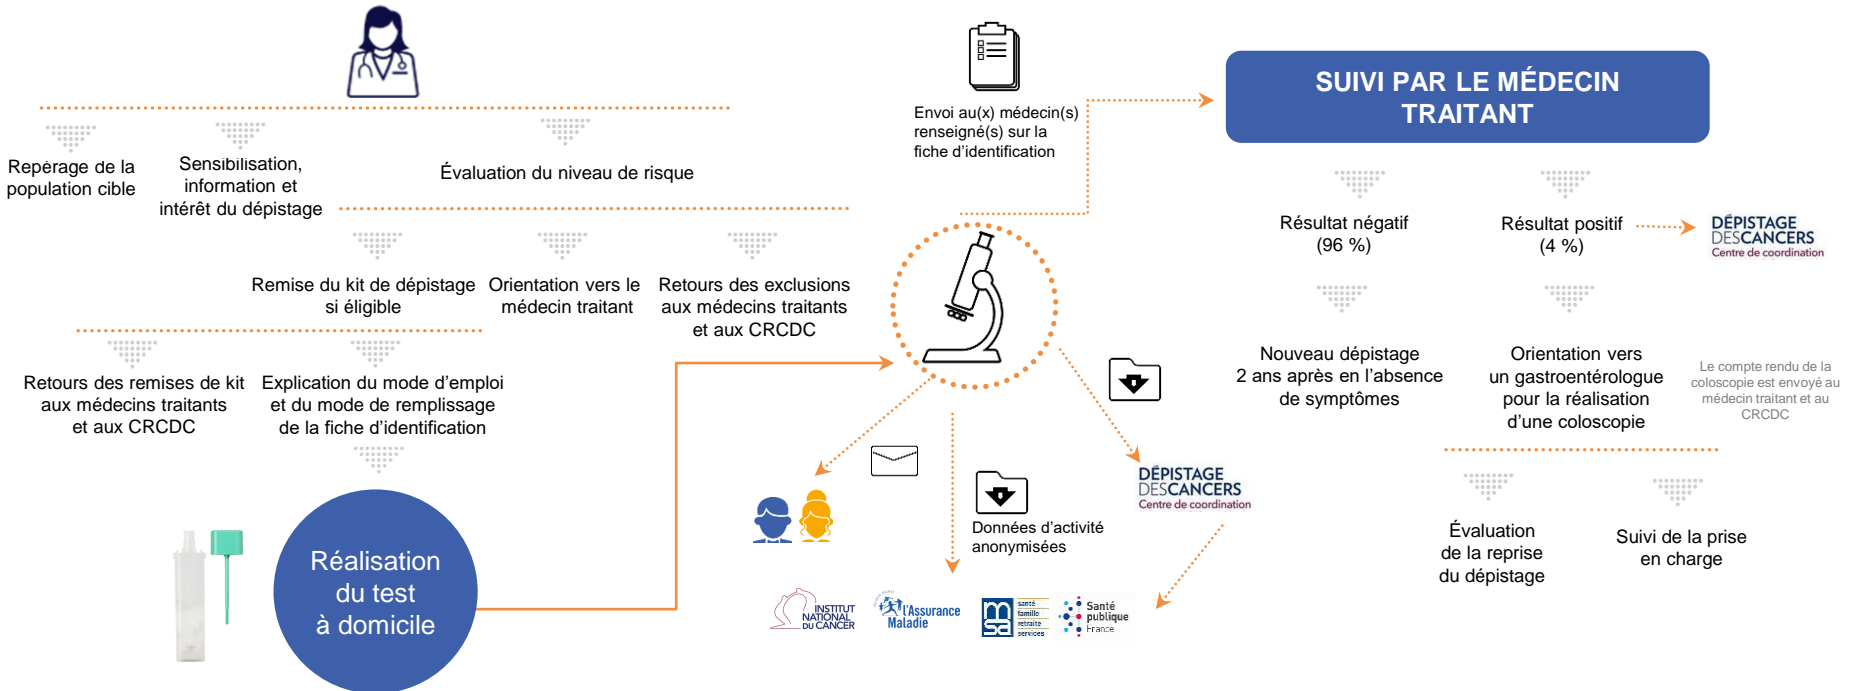 Repérage de la
population cible
Sensibilisation,
information et
intérêt du dépistage
Évaluation du niveau de risque
Remise du kit de dépistage
si éligible
Orientation vers le
médecin traitant
Retours des exclusions
aux médecins traitants
et aux CRCDC
Retours des remises de kit
aux médecins traitants
et aux CRCDC
Explication du mode d'emploi
et du mode de remplissage
de la fiche d'identification
Réalisation
du test
à domicile
Envoi au(x) médecin(s)
renseigné(s) sur la
fiche d'identification
Données d'activité
anonymisées
DÉPISTAGE
DESCANCERS
Centre de coordination
INSTITUT
NATIONAL
DU CANCER
l'Assurance
Maladie
msa
santé
famille
retraite
services
Santé
publique
France
SUIVI PAR LE MÉDECIN
TRAITANT
Résultat négatif
(96 %)
Résultat positif
(4 %)
DÉPISTAGE
DESCANCERS
Centre de coordination
Nouveau dépistage
2 ans après en l'absence
de symptômes
Orientation vers
un gastroentérologue
pour la réalisation
d'une coloscopie
Le compte rendu de la
coloscopie est envoyé au
médecin traitant et au
CRCDC
Évaluation
de la reprise
du dépistage
Suivi de la prise
en charge